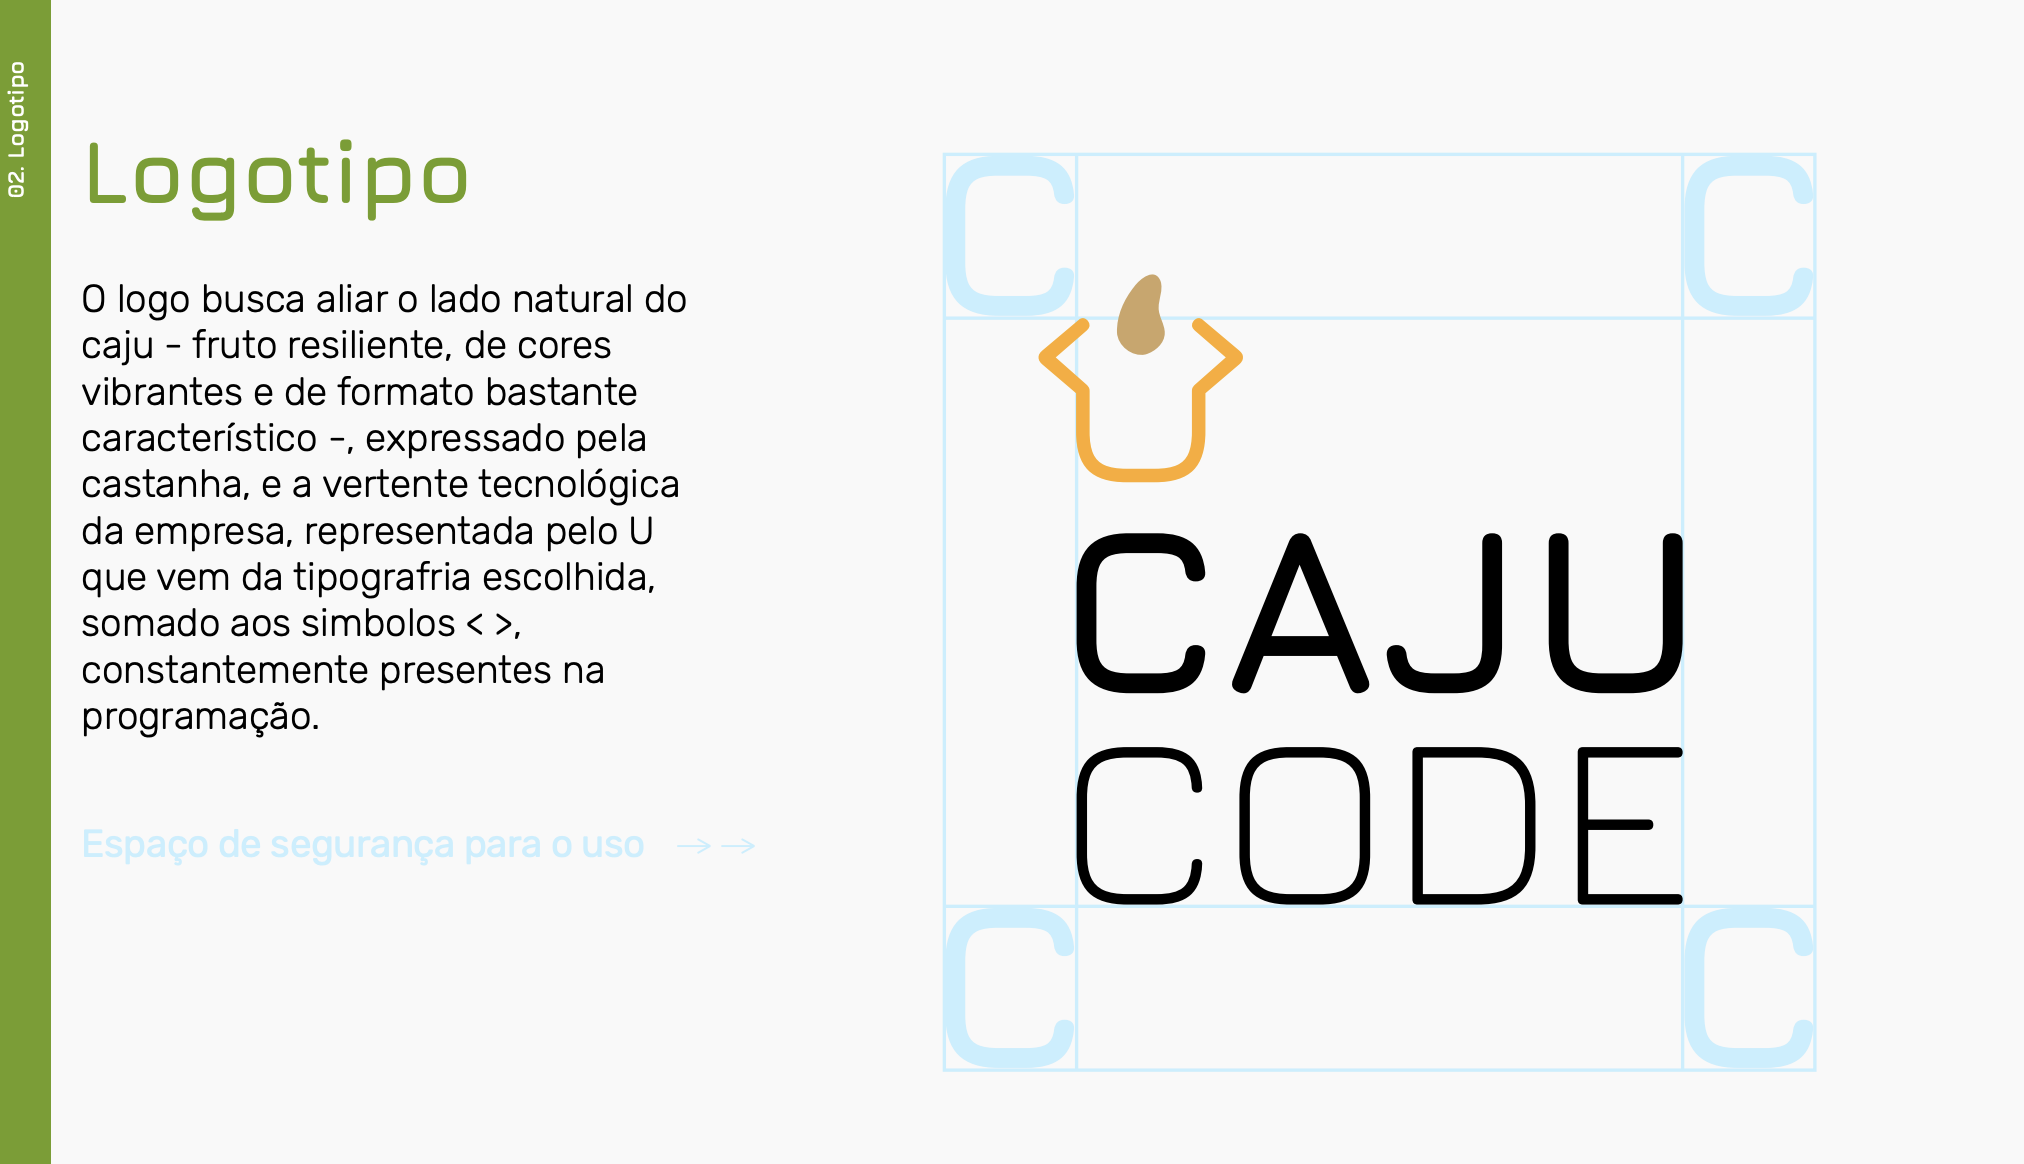 02. Logotipo
Logotipo
O logo busca aliar o lado natural do
caju - fruto resiliente, de cores
vibrantes e de formato bastante
característico -, expressado pela
castanha, e a vertente tecnológica
da empresa, representada pelo U
que vem da tipografria escolhida,
somado aos simbolos < >,
constantemente presentes na
programação.
Espaço de segurança para o uso →→
C C
CAJU
CODE
C C